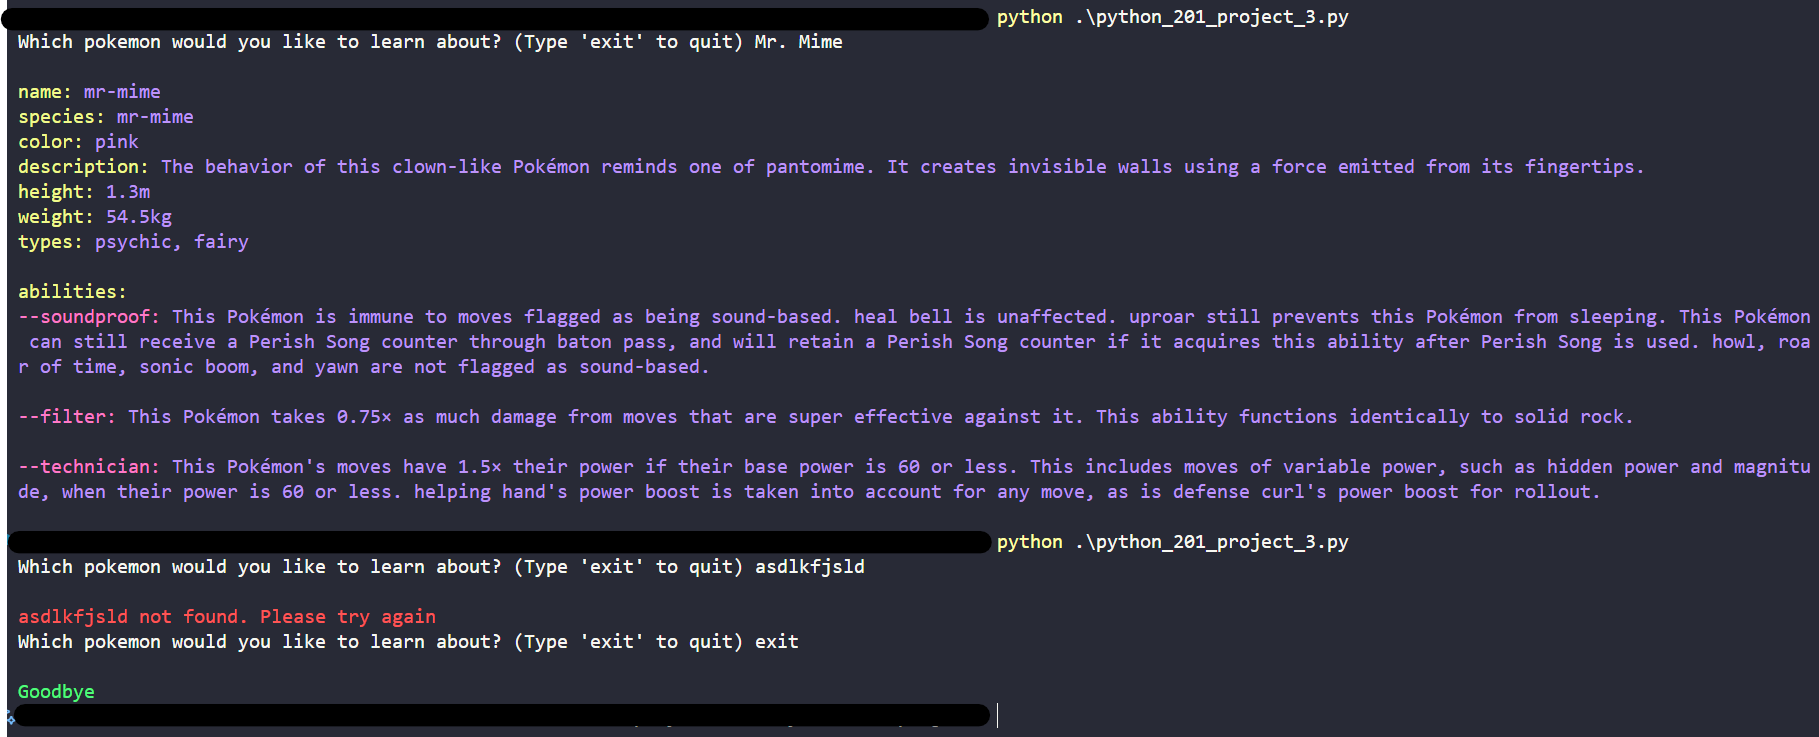 python .\python_201_project_3.py
Which pokemon would you like to learn about? (Type 'exit' to quit) Mr. Mime
name: mr-mime
species: mr-mime
color: pink
description: The behavior of this clown-like Pokémon reminds one of pantomime. It creates invisible walls using a force emitted from its fingertips.
height: 1.3m
weight: 54.5kg
types: psychic, fairy
abilities:
--soundproof: This Pokémon is immune to moves flagged as being sound-based. heal bell is unaffected. uproar still prevents this Pokémon from sleeping. This Pokémon
can still receive a Perish Song counter through baton pass, and will retain a Perish Song counter if it acquires this ability after Perish Song is used. howl, roa
r of time, sonic boom, and yawn are not flagged as sound-based.
--filter: This Pokémon takes 0.75× as much damage from moves that are super effective against it. This ability functions identically to solid rock.
--technician: This Pokémon's moves have 1.5× their power if their base power is 60 or less. This includes moves of variable power, such as hidden power and magnitu
de, when their power is 60 or less. helping hand's power boost is taken into account for any move, as is defense curl's power boost for rollout.
python .\python_201_project_3.py
Which pokemon would you like to learn about? (Type 'exit' to quit) asdlkfjsld
asdlkfjsld not found. Please try again
Which pokemon would you like to learn about? (Type 'exit' to quit) exit
Goodbye